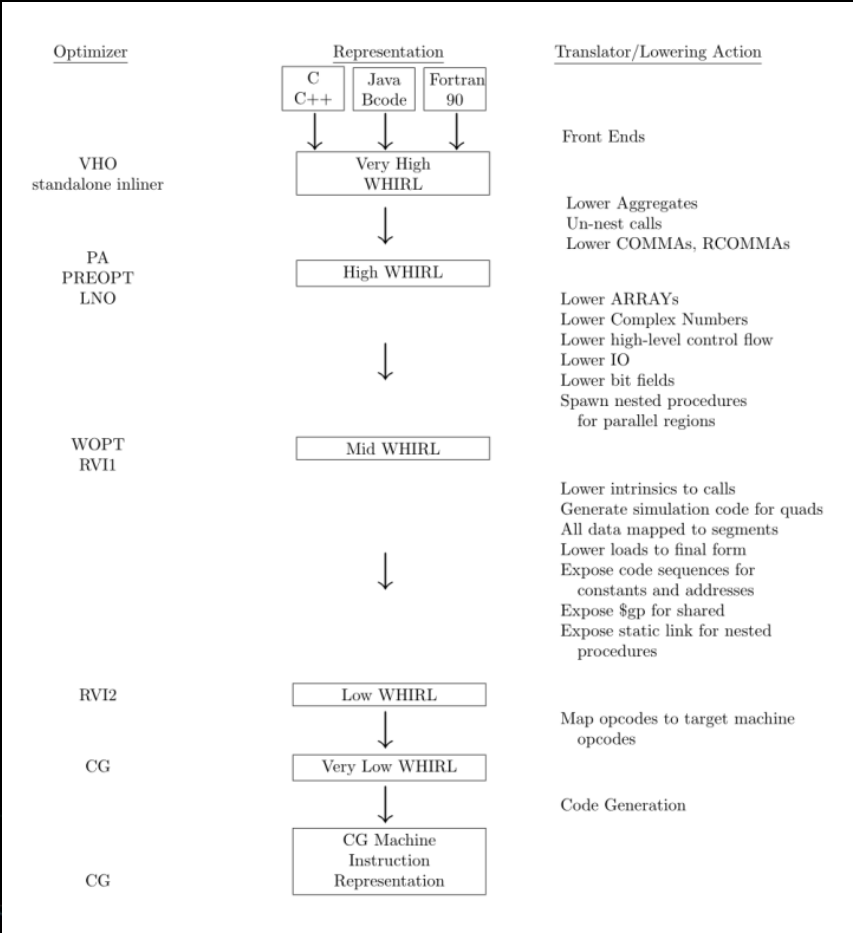 Optimizer
Representation
Translator/Lowering Action
C
C++
Java
Bcode
Fortran
90
Front Ends
VHO
standalone inliner
Very High
WHIRL
Lower Aggregates
Un-nest calls
Lower COMMAs, RCOMMAs
PA
PREOPT
LNO
High WHIRL
Lower ARRAYs
Lower Complex Numbers
Lower high-level control flow
Lower IO
Lower bit fields
Spawn nested procedures
for parallel regions
WOPT
RVI1
Mid WHIRL
Lower intrinsics to calls
Generate simulation code for quads
All data mapped to segments
Lower loads to final form
Expose code sequences for
constants and addresses
Expose $gp for shared
Expose static link for nested
procedures
RVI2
Low WHIRL
Map opcodes to target machine
opcodes
CG
Very Low WHIRL
Code Generation
CG Machine
Instruction
Representation
CG